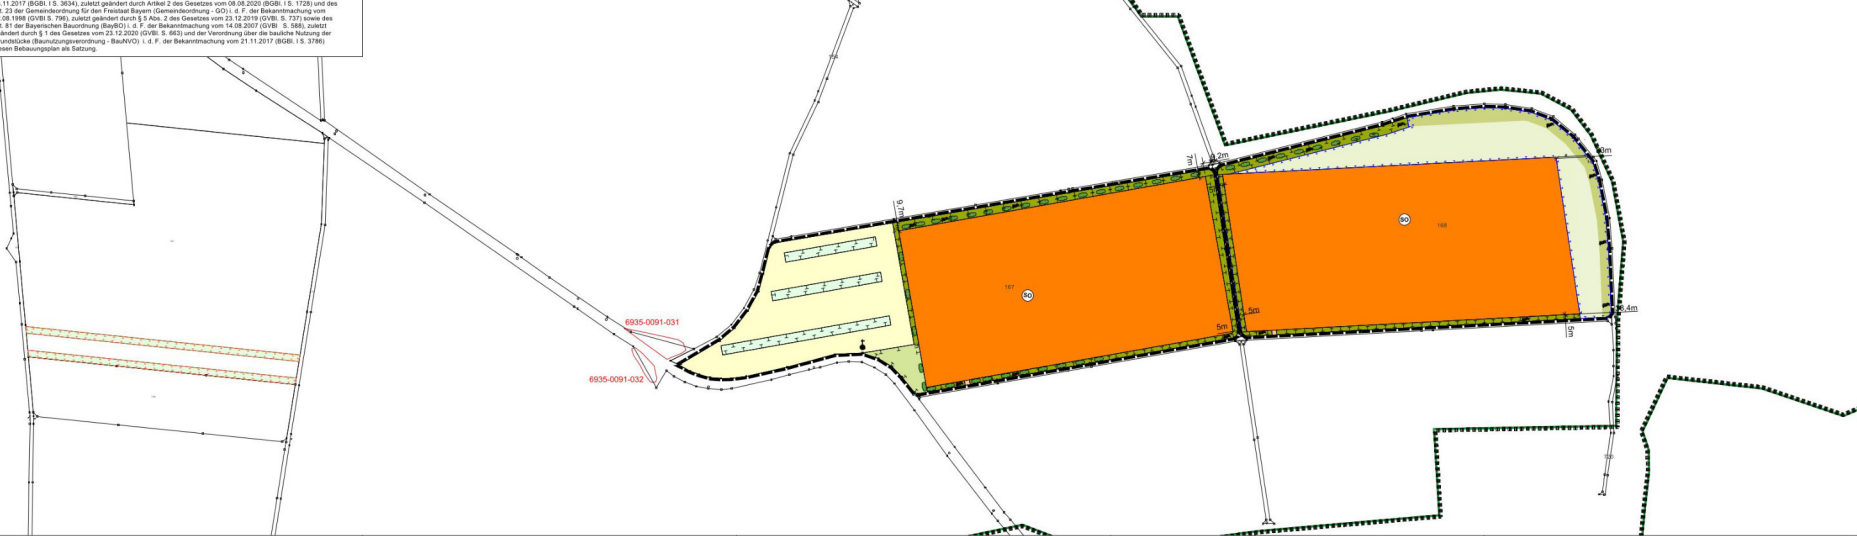 .11.2017 (BGBl. I S. 3634), zuletzt geändert durch Artikel 2 des Gesetzes vom 08.08.2020 (BGBl. I S. 1728) und des
t. 23 der Gemeindeordnung für den Freistaat Bayern (Gemeindeordnung - GO) i. d. F. der Bekanntmachung vom
.08.1998 (GVBl S. 796), zuletzt geändert durch § 5 Abs. 2 des Gesetzes vom 23.12.2019 (GVBl. S. 737) sowie des
t. 81 der Bayerischen Bauordnung (BayBO) i. d. F. der Bekanntmachung vom 14.08.2007 (GVBl S. 588), zuletzt
ändert durch § 1 des Gesetzes vom 23.12.2020 (GVBl. S. 663) und der Verordnung über die bauliche Nutzung der
undstücke (Baunutzungsverordnung - BauNVO) i. d. F. der Bekanntmachung vom 21.11.2017 (BGBl. I S. 3786)
esen Bebauungsplan als Satzung.
7m
2m
3m
9,7m
SO
168
167
SO
5m
5m
5m
,4m
6935-0091-031
6935-0091-032